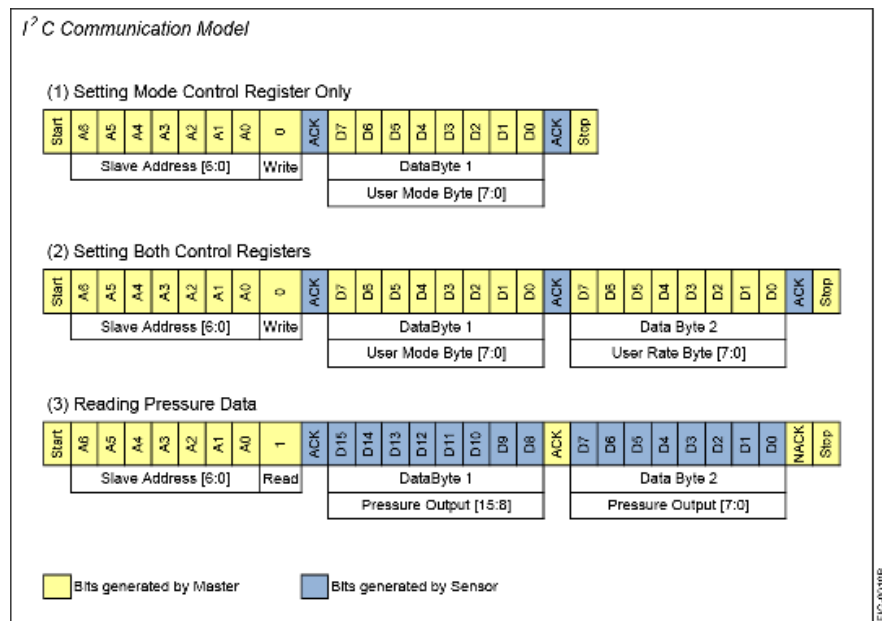 I² C Communication Model
(1) Setting Mode Control Register Only
Start A6 A5 A4 A3 A2 A1 A0 0 ACK D7 D6 D5 D4 D3 D2 D1 D0 ACK Stop
Slave Address [6:0] Write DataByte 1
User Mode Byte [7:0]
(2) Setting Both Control Registers
Start A6 A5 A4 A3 A2 A1 A0 0 ACK D7 D6 D5 D4 D3 D2 D1 D0 ACK D7 D6 D5 D4 D3 D2 D1 D0 ACK Stop
Slave Address [6:0] Write DataByte 1 Data Byte 2
User Mode Byte [7:0] User Rate Byte [7:0]
(3) Reading Pressure Data
Start A6 A5 A4 A3 A2 A1 A0 1 ACK D15 D14 D13 D12 D11 D10 D9 D8 ACK D7 D6 D5 D4 D3 D2 D1 D0 NACK Stop
Slave Address [6:0] Read DataByte 1 Data Byte 2
Pressure Output [15:8] Pressure Output [7:0]
Bits generated by Master Bits generated by Sensor